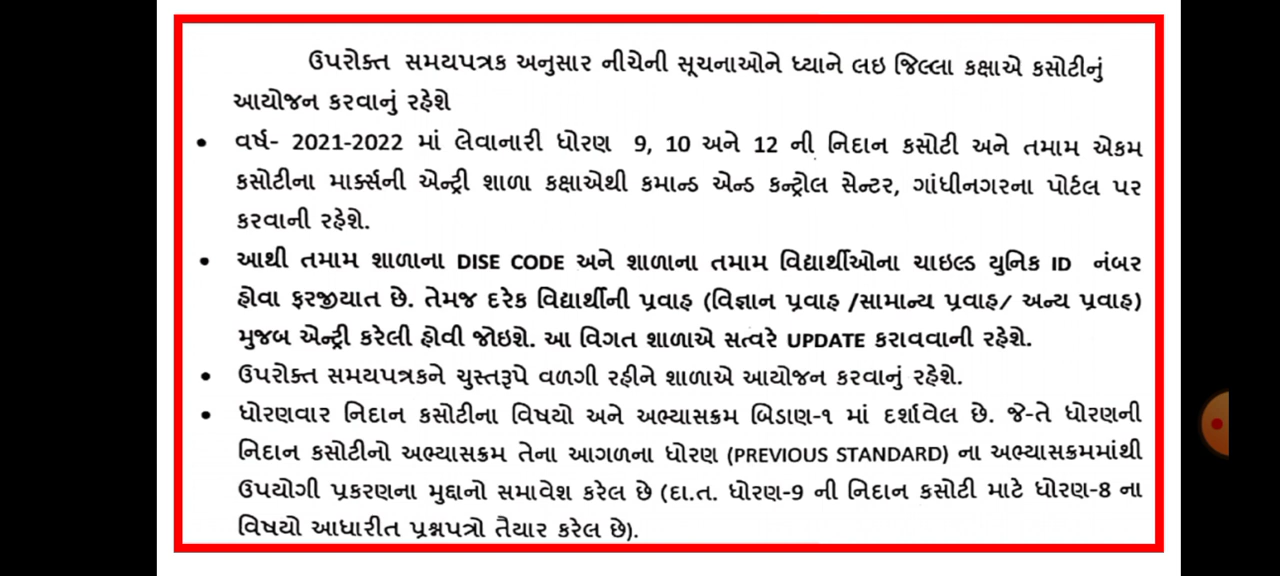 ઉપરોક્ત સમયપત્રક અનુસાર નીચેની સૂચનાઓને ધ્યાને લઇ જિલ્લા કક્ષાએ કસોટીનું
આયોજન કરવાનું રહેશે
• વર્ષ- 2021-2022 માં લેવાનારી ધોરણ 9, 10 અને 12 ની નિદાન કસોટી અને તમામ એકમ
કસોટીના માર્ક્સની એન્ટ્રી શાળા કક્ષાએથી કમાન્ડ એન્ડ કન્ટ્રોલ સેન્ટર, ગાંધીનગરના પોર્ટલ પર
કરવાની રહેશે.
• આથી તમામ શાળાના DISE CODE અને શાળાના તમામ વિદ્યાર્થીઓના ચાઇલ્ડ યુનિક ID નંબર
હોવા ફરજીયાત છે. તેમજ દરેક વિદ્યાર્થીની પ્રવાહ (વિજ્ઞાન પ્રવાહ /સામાન્ય પ્રવાહ/ અન્ય પ્રવાહ)
મુજબ એન્ટ્રી કરેલી હોવી જોઇશે. આ વિગત શાળાએ સત્વરે UPDATE કરાવવાની રહેશે.
• ઉપરોક્ત સમયપત્રકને ચુસ્તરૂપે વળગી રહીને શાળાએ આયોજન કરવાનું રહેશે.
• ધોરણવાર નિદાન કસોટીના વિષયો અને અભ્યાસક્રમ બિડાણ-૧ માં દર્શાવેલ છે. જે-તે ધોરણની
નિદાન કસોટીનો અભ્યાસક્રમ તેના આગળના ધોરણ (PREVIOUS STANDARD) ના અભ્યાસક્રમમાંથી
ઉપયોગી પ્રકરણના મુદ્દાનો સમાવેશ કરેલ છે (દા.ત. ધોરણ-9 ની નિદાન કસોટી માટે ધોરણ-8 ના
વિષયો આધારીત પ્રશ્નપત્રો તૈયાર કરેલ છે).